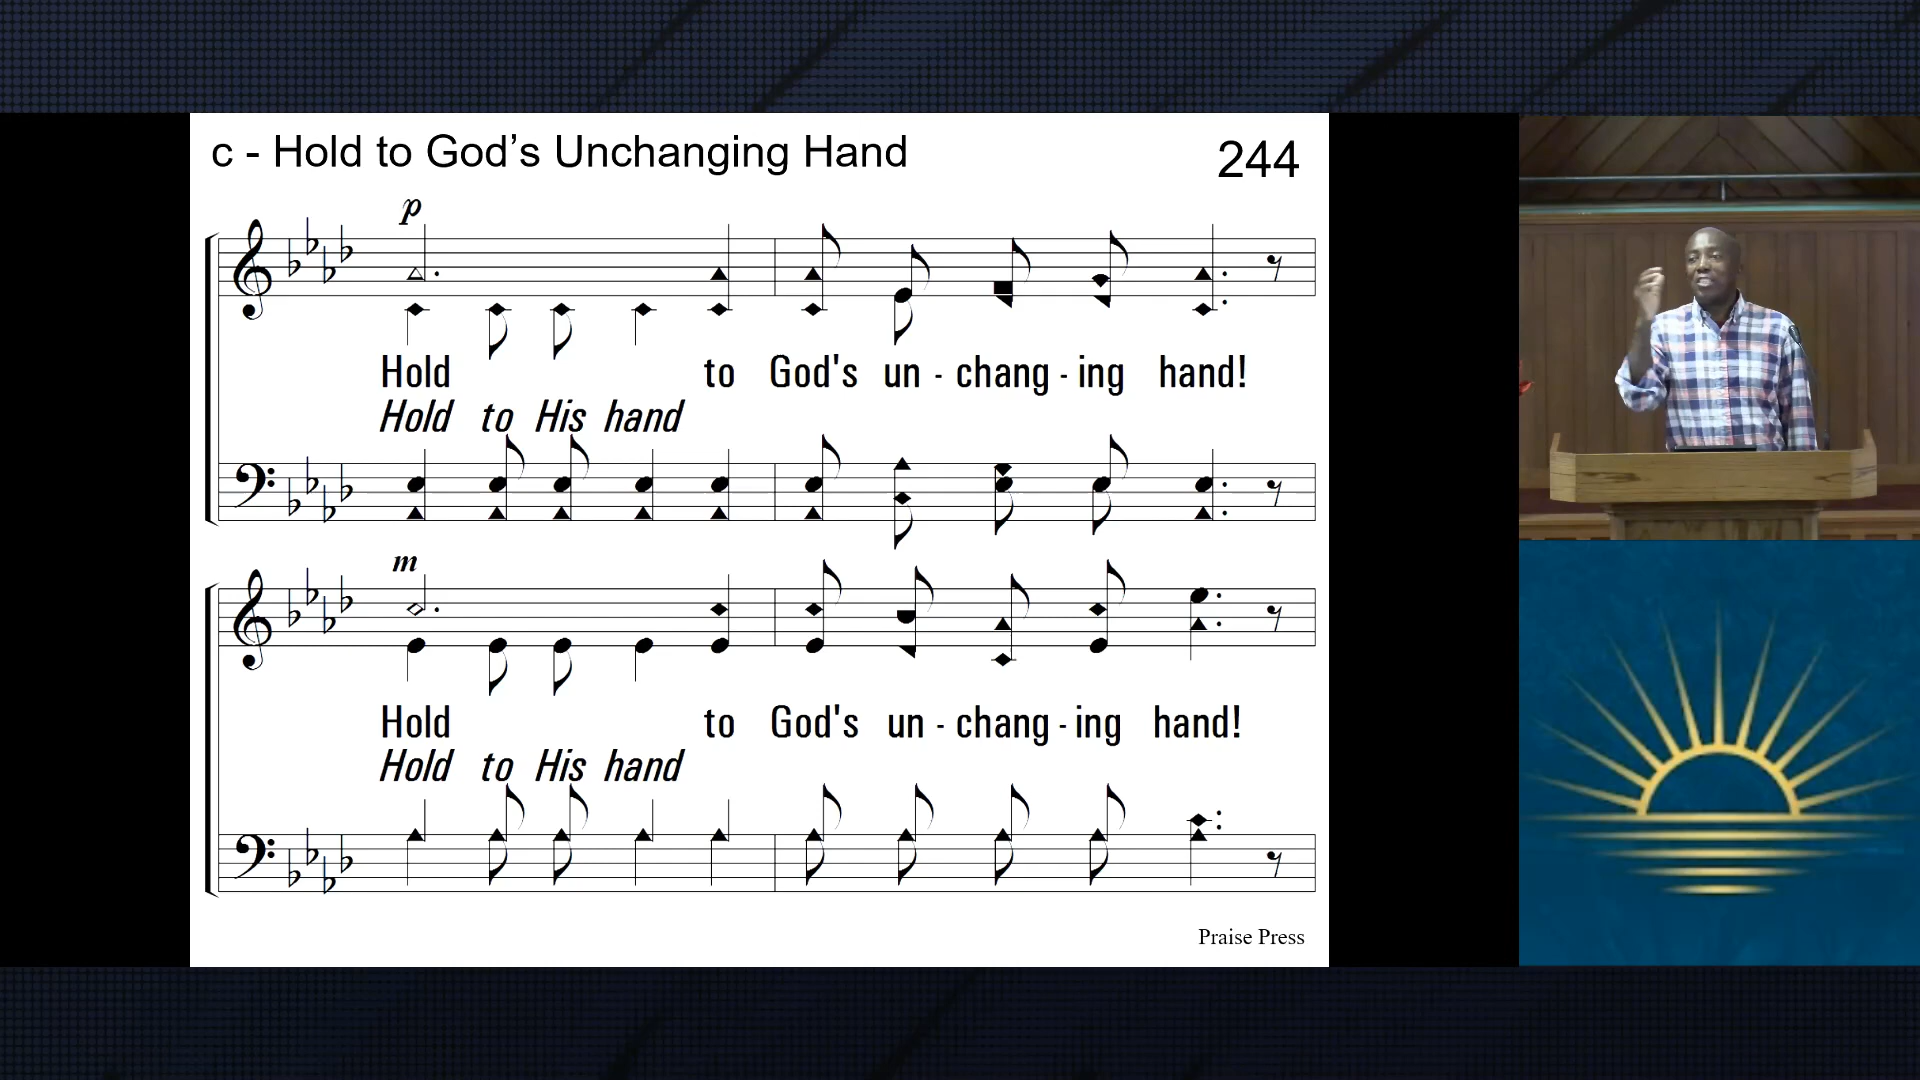 c - Hold to God’s Unchanging Hand
244
p
Hold to God's un - chang - ing hand!
Hold to His hand
m
Hold to God's un - chang - ing hand!
Hold to His hand
Praise Press